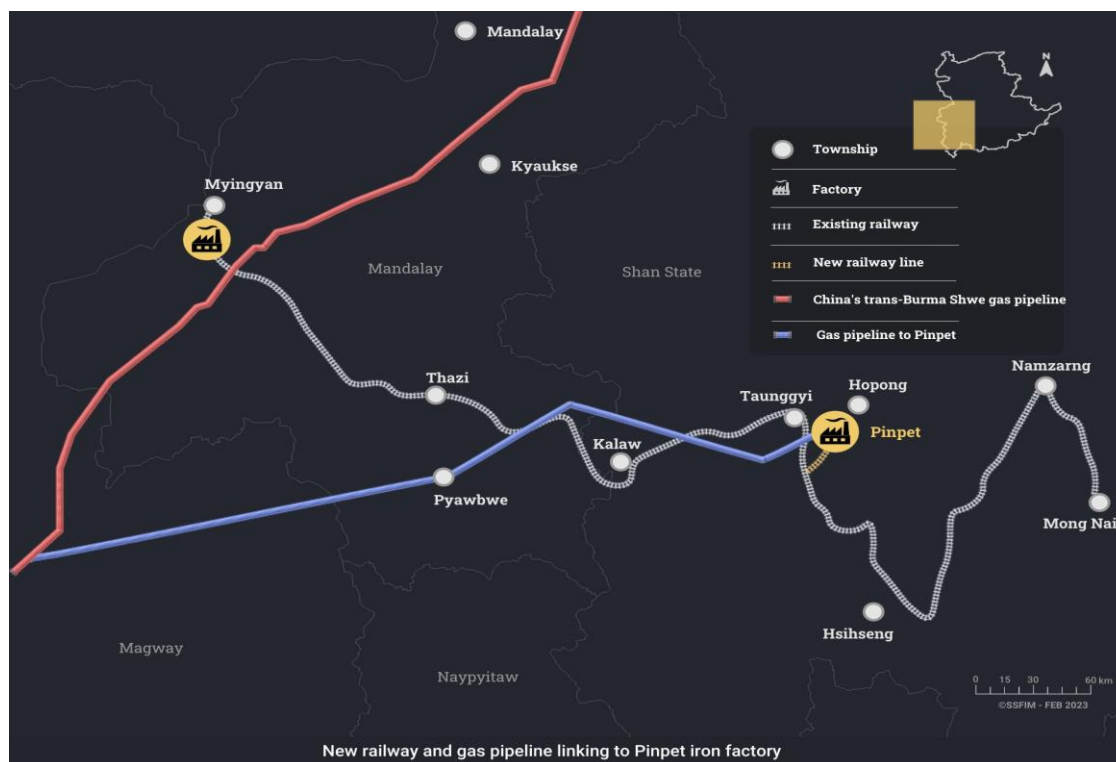 Mandalay
N
Township
Kyaukse
Factory
Myingyan
Existing railway
Mandalay
Shan State
New railway line
China's trans-Burma Shwe gas pipeline
Gas pipeline to Pinpet
Namzarng
Thazi
Hopong
Taunggyi
Pinpet
Kalaw
Pyawbwe
Mong Nai
Hsihseng
Magway
Naypyitaw
0 15 30 60 km
©SSFIM - FEB 2023
New railway and gas pipeline linking to Pinpet iron factory